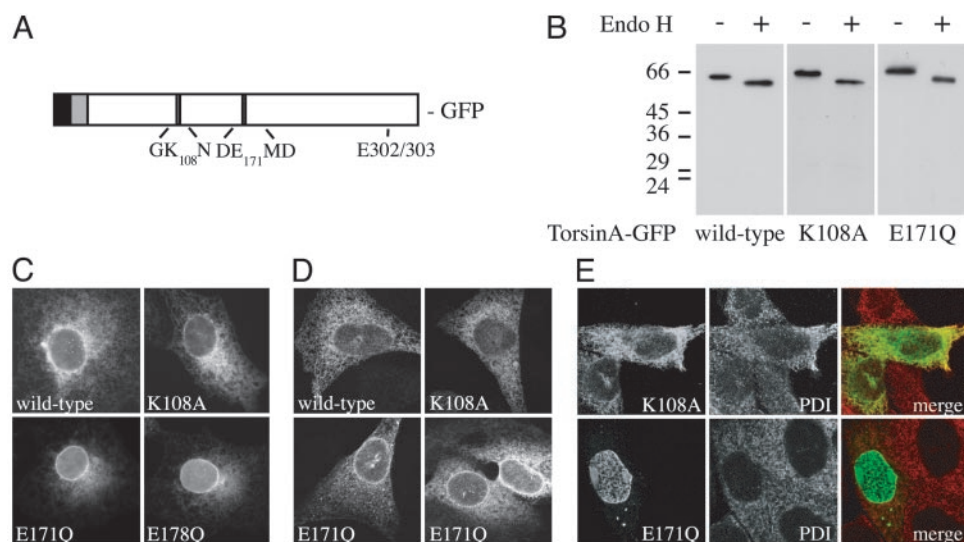 A
- GFP
GK108N DE171MD E302/303
B
Endo H - + - + - +
66
45
36
29
24
TorsinA-GFP wild-type K108A E171Q
C
wild-type K108A
E171Q E178Q
D
wild-type K108A
E171Q E171Q
E
K108A PDI merge
E171Q PDI merge